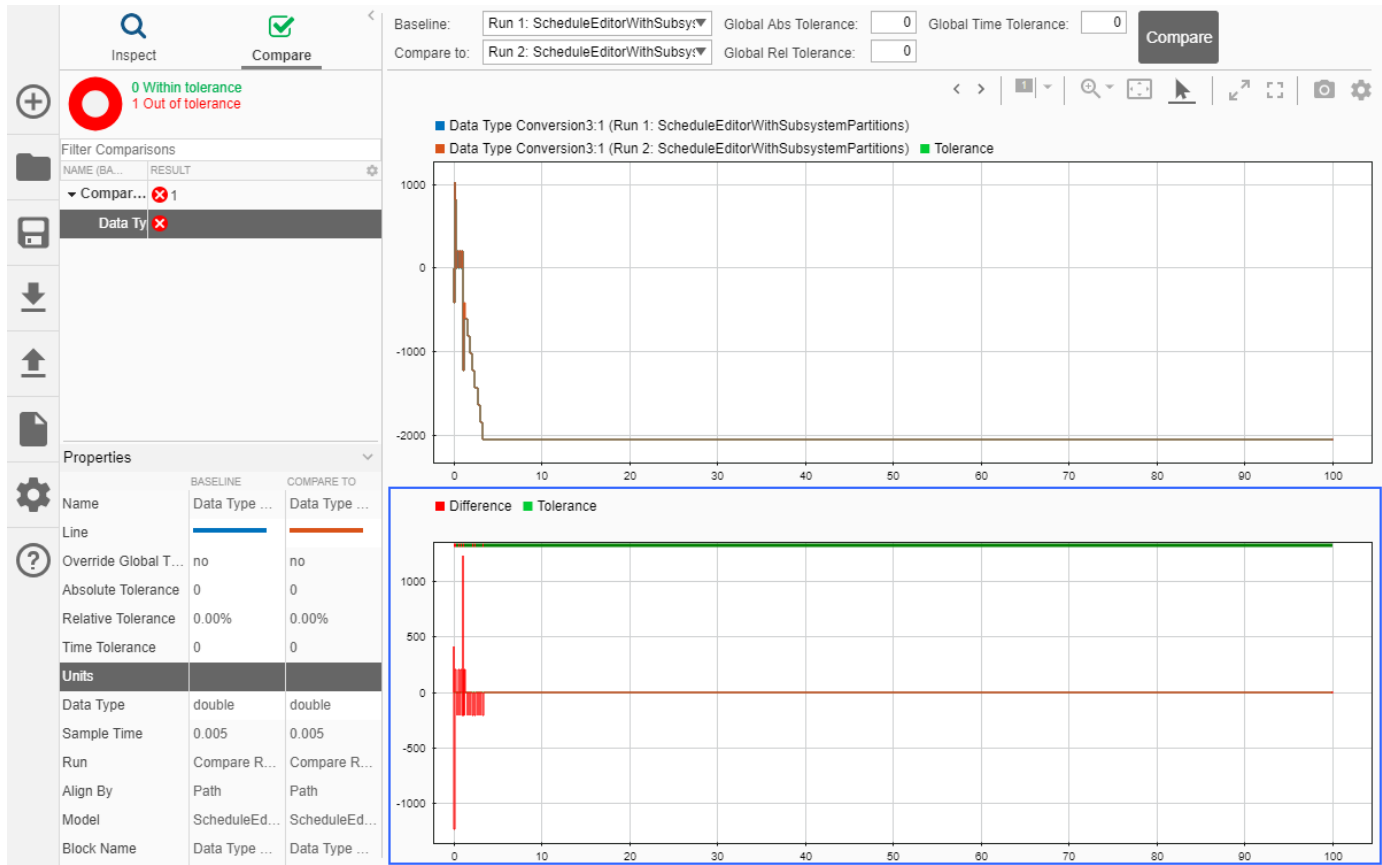 Inspect
Compare
0 Within tolerance
1 Out of tolerance
Filter Comparisons
NAME (BA... RESULT
Compar... 1
Data Ty
Properties
BASELINE COMPARE TO
Name Data Type ... Data Type ...
Line
Override Global T... no no
Absolute Tolerance 0 0
Relative Tolerance 0.00% 0.00%
Time Tolerance 0 0
Units
Data Type double double
Sample Time 0.005 0.005
Run Compare R... Compare R...
Align By Path Path
Model ScheduleEd... ScheduleEd...
Block Name Data Type ... Data Type ...
Baseline: Run 1: ScheduleEditorWithSubsy: Global Abs Tolerance: 0 Global Time Tolerance: 0
Compare to: Run 2: ScheduleEditorWithSubsy: Global Rel Tolerance: 0
Compare
1
Data Type Conversion3:1 (Run 1: ScheduleEditorWithSubsystemPartitions)
Data Type Conversion3:1 (Run 2: ScheduleEditorWithSubsystemPartitions) Tolerance
1000
0
-1000
-2000
0 10 20 30 40 50 60 70 80 90 100
Difference Tolerance
1000
500
0
-500
-1000
0 10 20 30 40 50 60 70 80 90 100